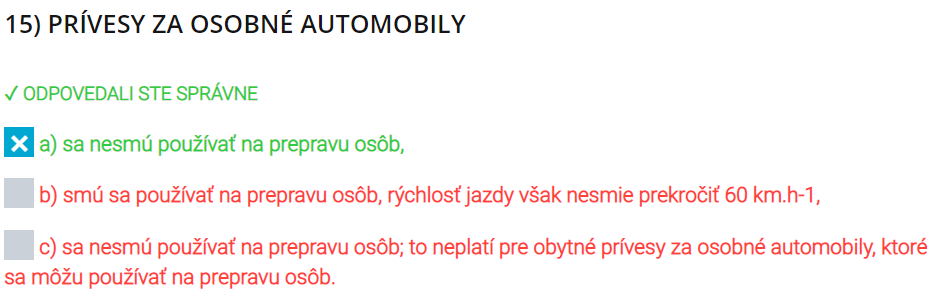 15) PRÍVESY ZA OSOBNÉ AUTOMOBILY
✓ ODPOVEDALI STE SPRÁVNE
a) sa nesmú používať na prepravu osôb,
b) smú sa používať na prepravu osôb, rýchlosť jazdy však nesmie prekročiť 60 km.h-1,
c) sa nesmú používať na prepravu osôb; to neplatí pre obytné prívesy za osobné automobily, ktoré
sa môžu používať na prepravu osôb.